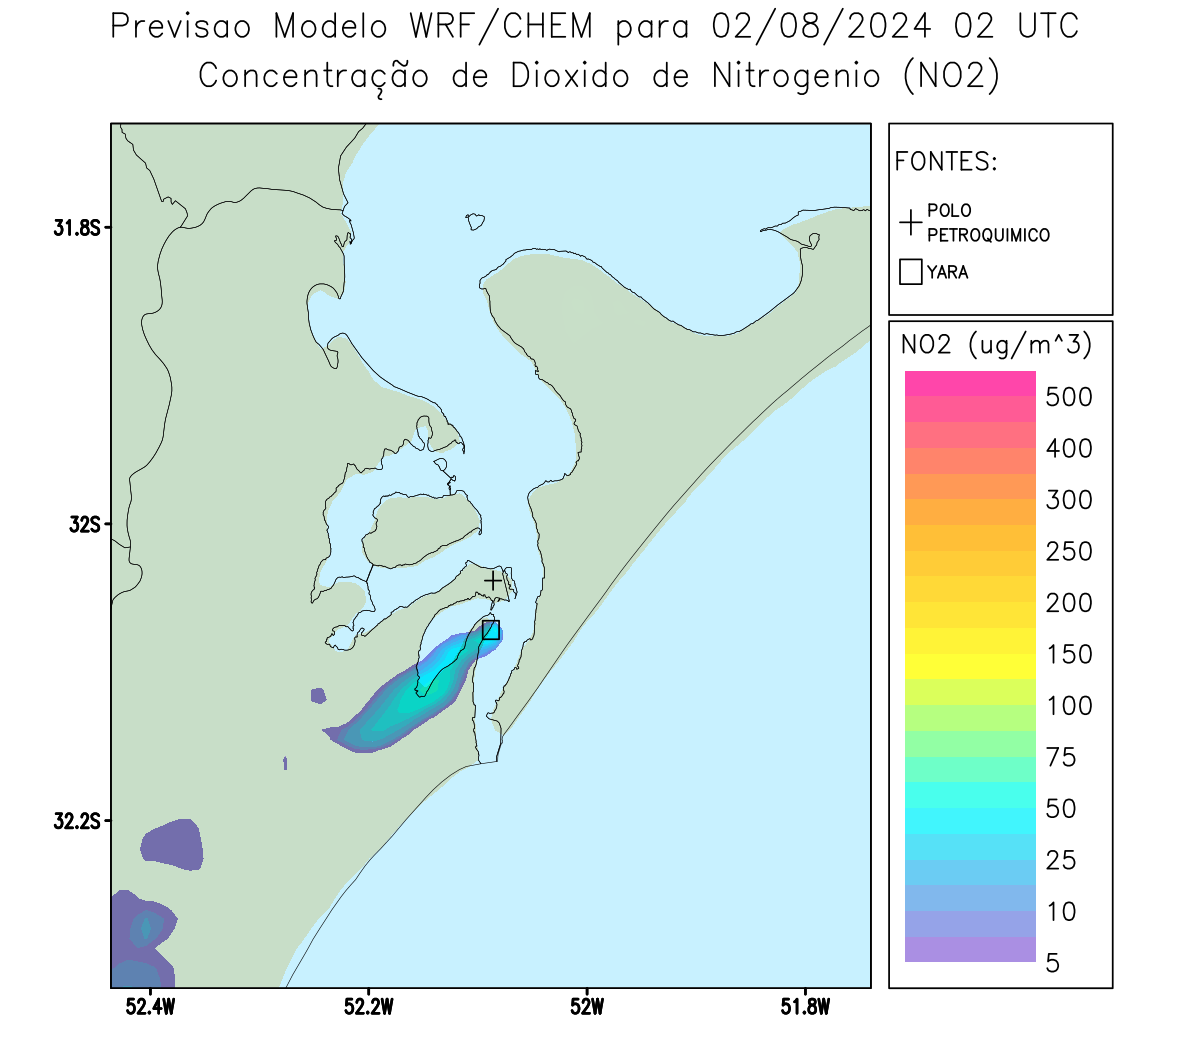 Previsao Modelo WRF/CHEM para 02/08/2024 02 UTC
Concentração de Dioxido de Nitrogenio (NO2)
FONTES:
POLO
PETROQUIMICO
YARA
NO2 (ug/m^3)
500
400
300
250
200
150
100
75
50
25
10
5
31.8S
32S
32.2S
52.4W
52.2W
52W
51.8W